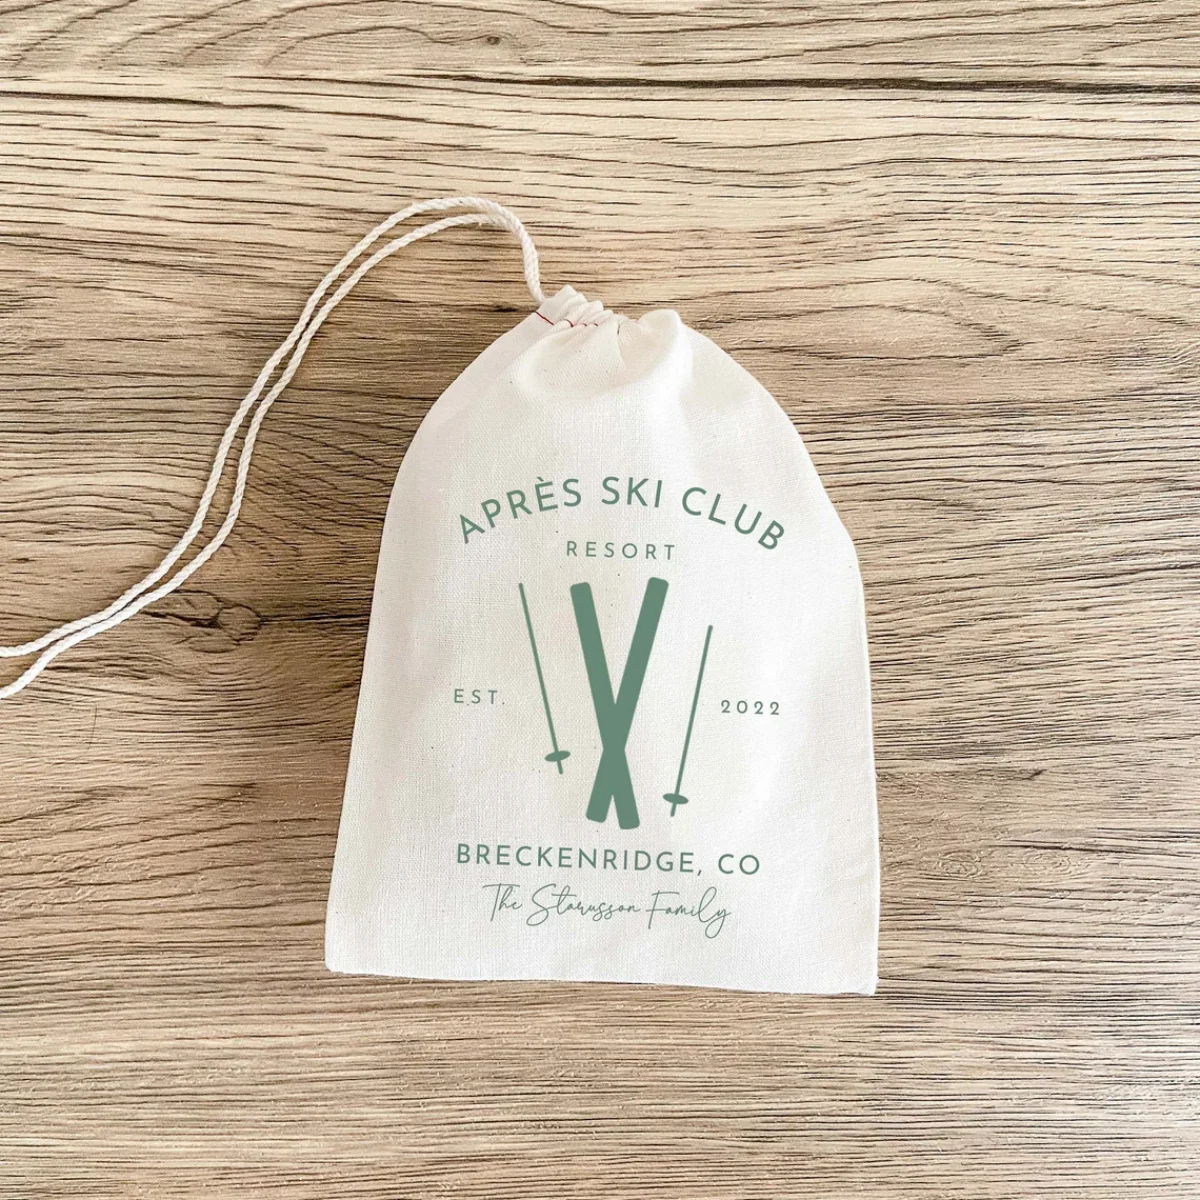 APRÈS SKI CLUB
RESORT
EST. 2022
BRECKENRIDGE, CO
The Starusson Family